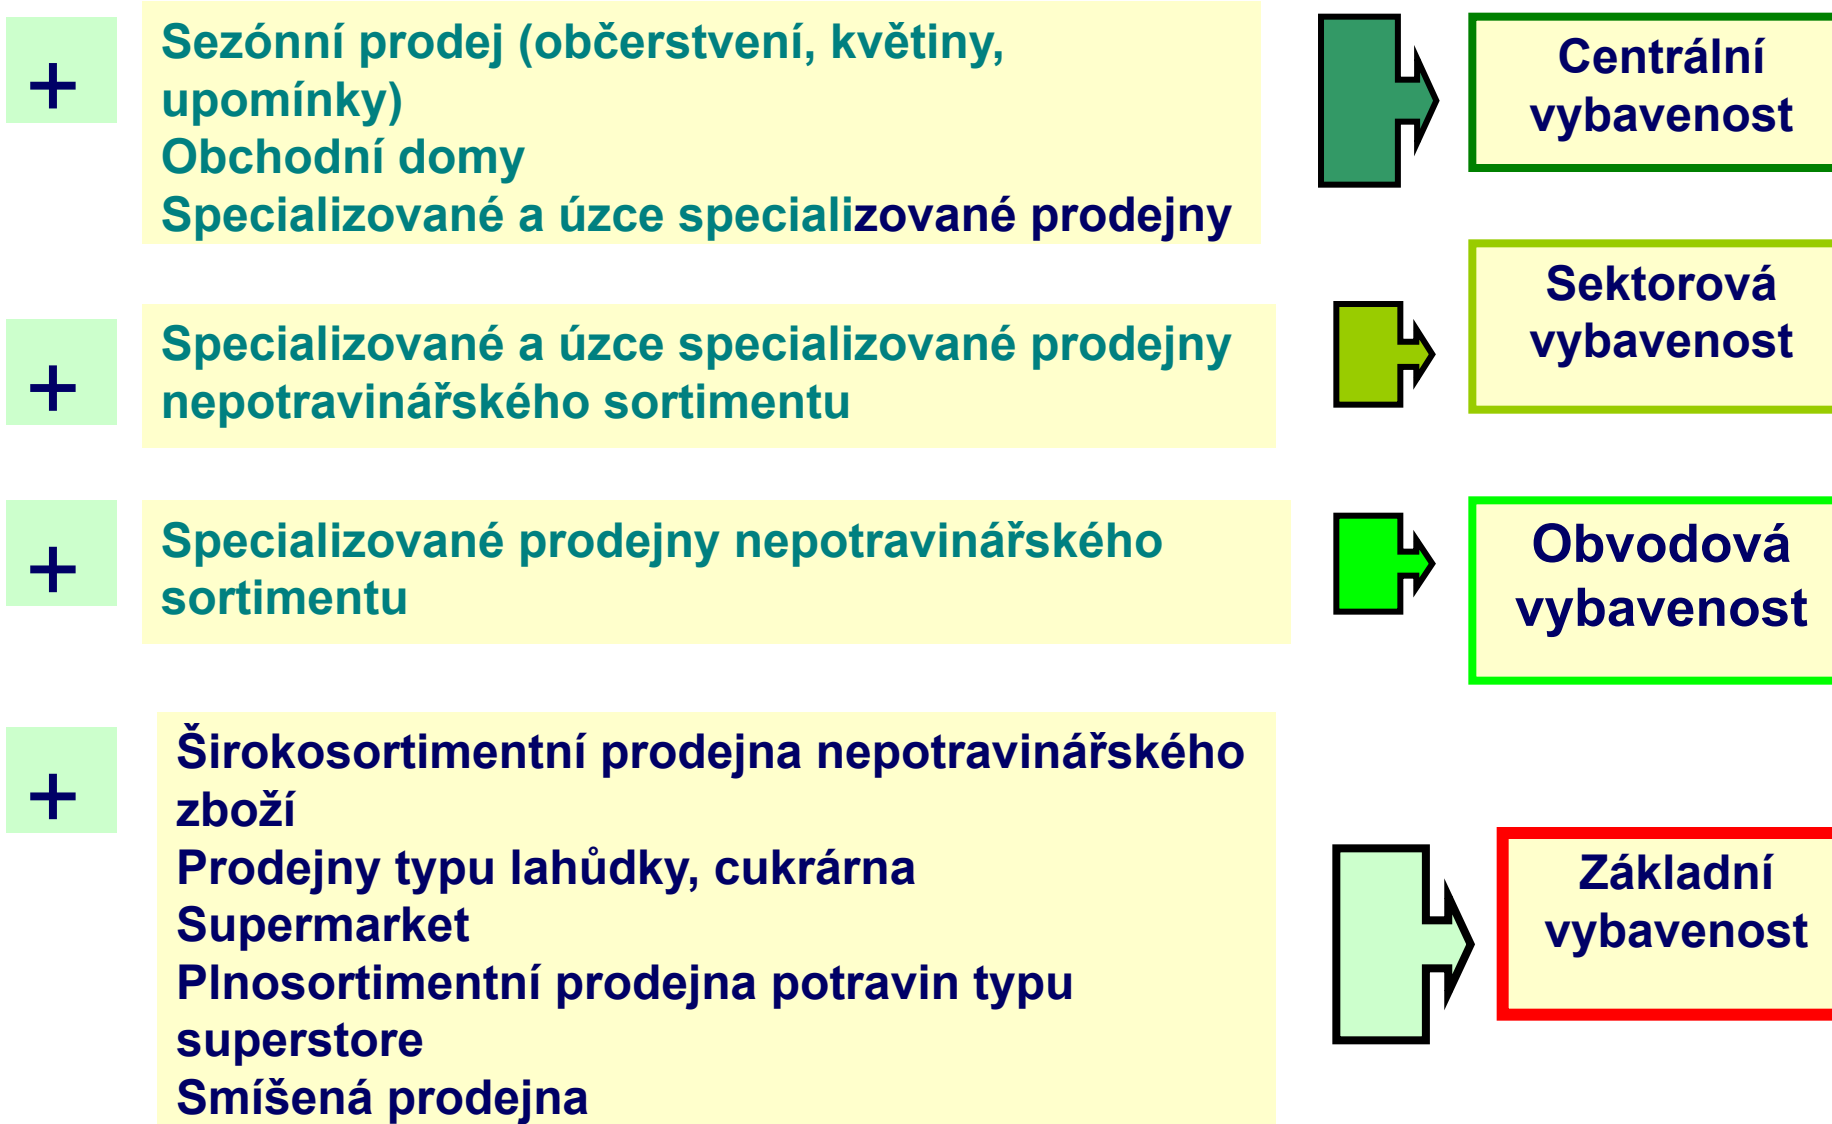 +
Sezónní prodej (občerstvení, květiny,
upomínky)
Obchodní domy
Specializované a úzce specializované prodejny
Centrální
vybavenost
+
Specializované a úzce specializované prodejny
nepotravinářského sortimentu
Sektorová
vybavenost
+
Specializované prodejny nepotravinářského
sortimentu
Obvodová
vybavenost
+
Širokosortimentní prodejna nepotravinářského
zboží
Prodejny typu lahůdky, cukrárna
Supermarket
Plnosortimentní prodejna potravin typu
superstore
Smíšená prodejna
Základní
vybavenost